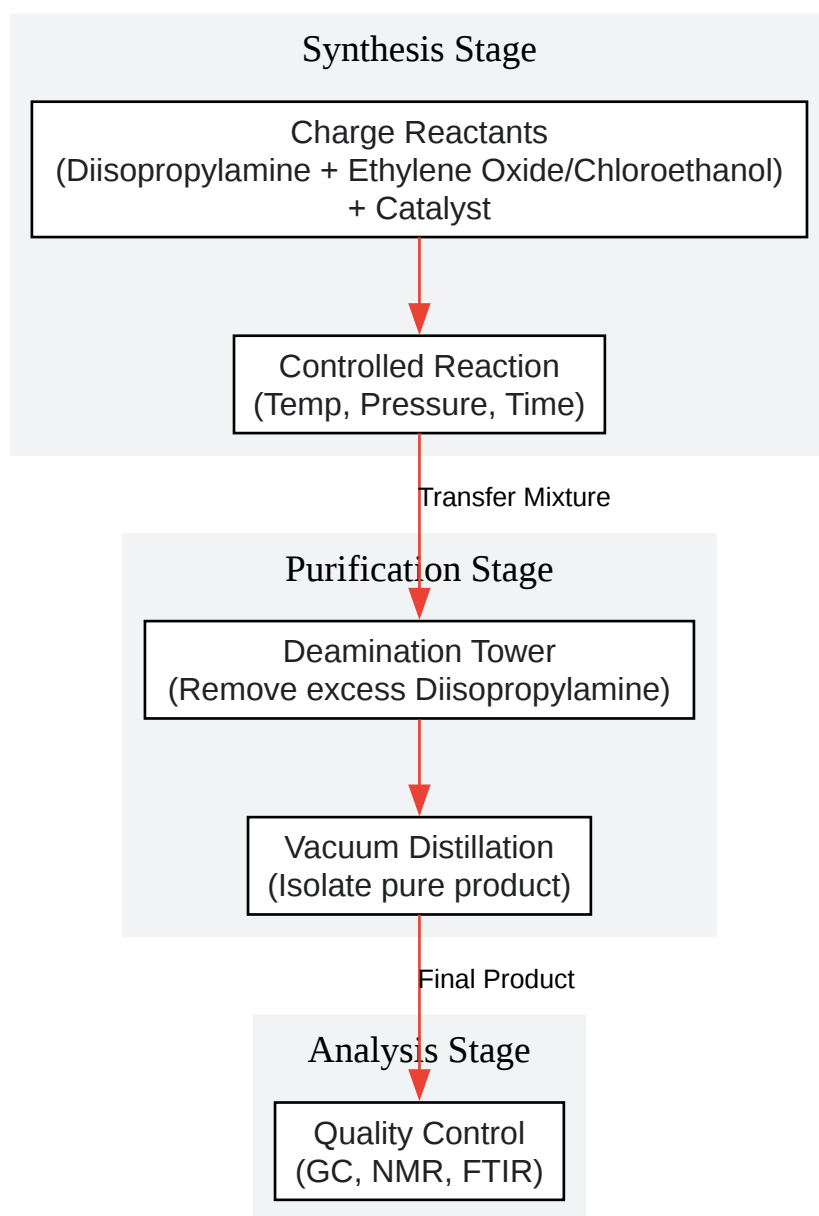 Synthesis Stage
Charge Reactants
(Diisopropylamine + Ethylene Oxide/Chloroethanol)
+ Catalyst
Controlled Reaction
(Temp, Pressure, Time)
Transfer Mixture
Purification Stage
Deamination Tower
(Remove excess Diisopropylamine)
Vacuum Distillation
(Isolate pure product)
Final Product
Analysis Stage
Quality Control
(GC, NMR, FTIR)